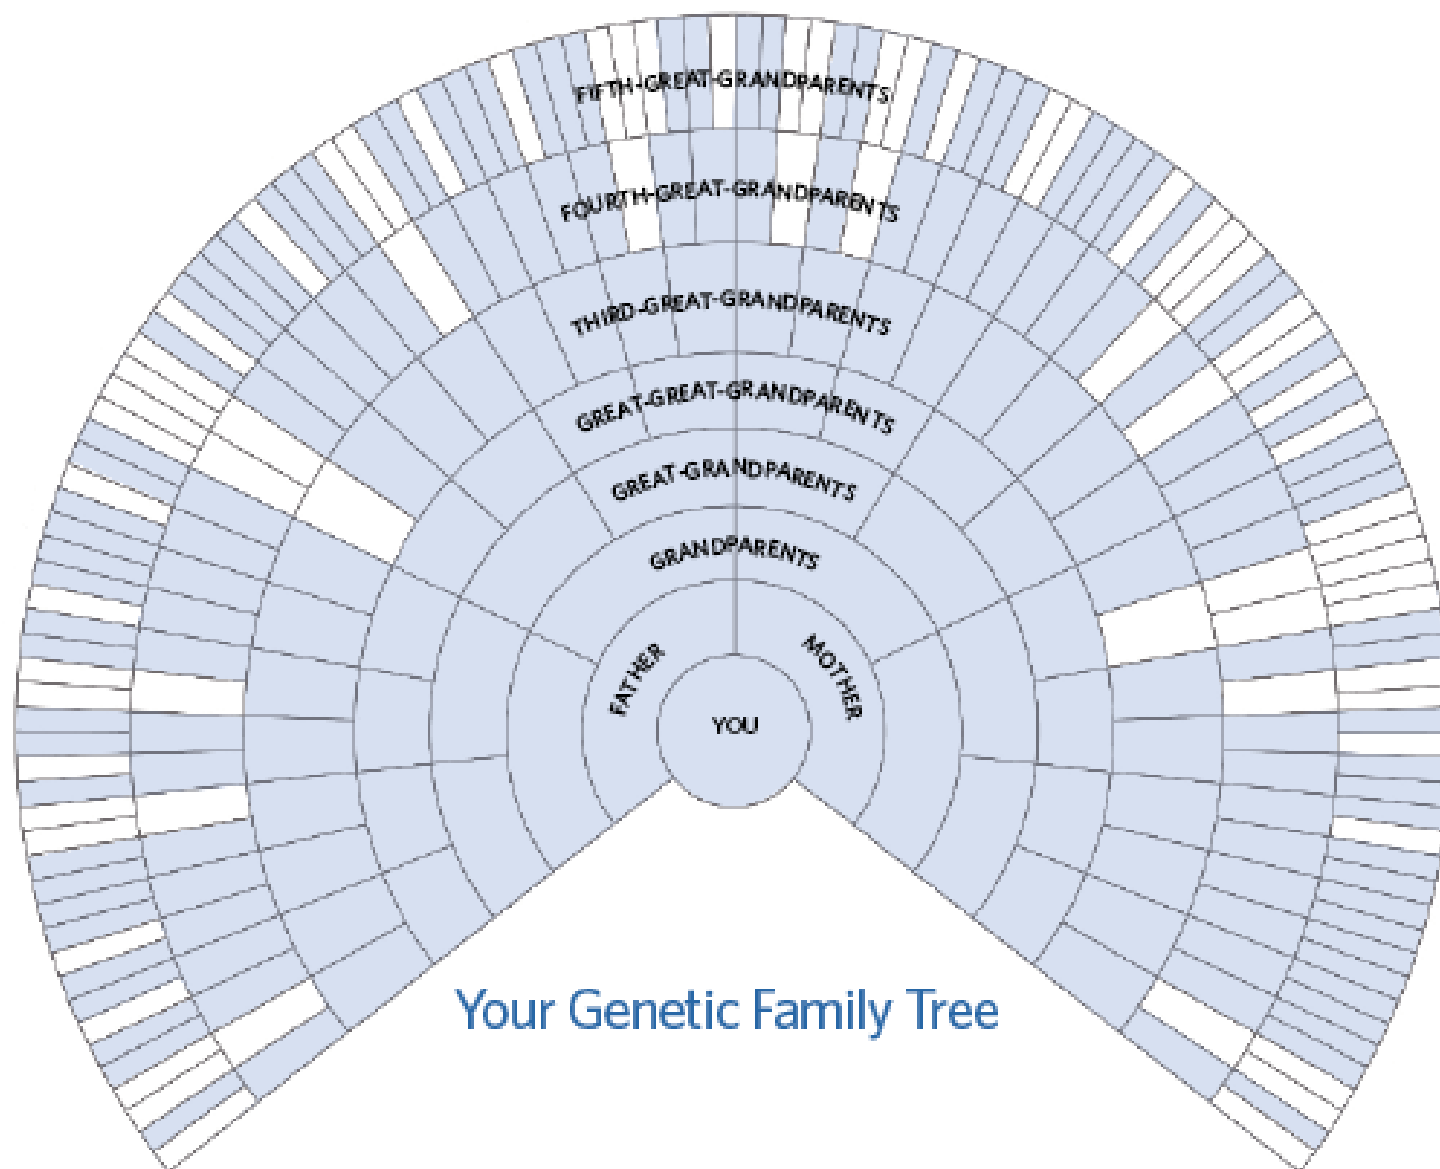 FIFTH-GREAT-GRANDPARENTS
FOURTH-GREAT-GRANDPARENTS
THIRD-GREAT-GRANDPARENTS
GREAT-GREAT-GRANDPARENTS
GREAT-GRANDPARENTS
GRANDPARENTS
FATHER
MOTHER
YOU
Your Genetic Family Tree